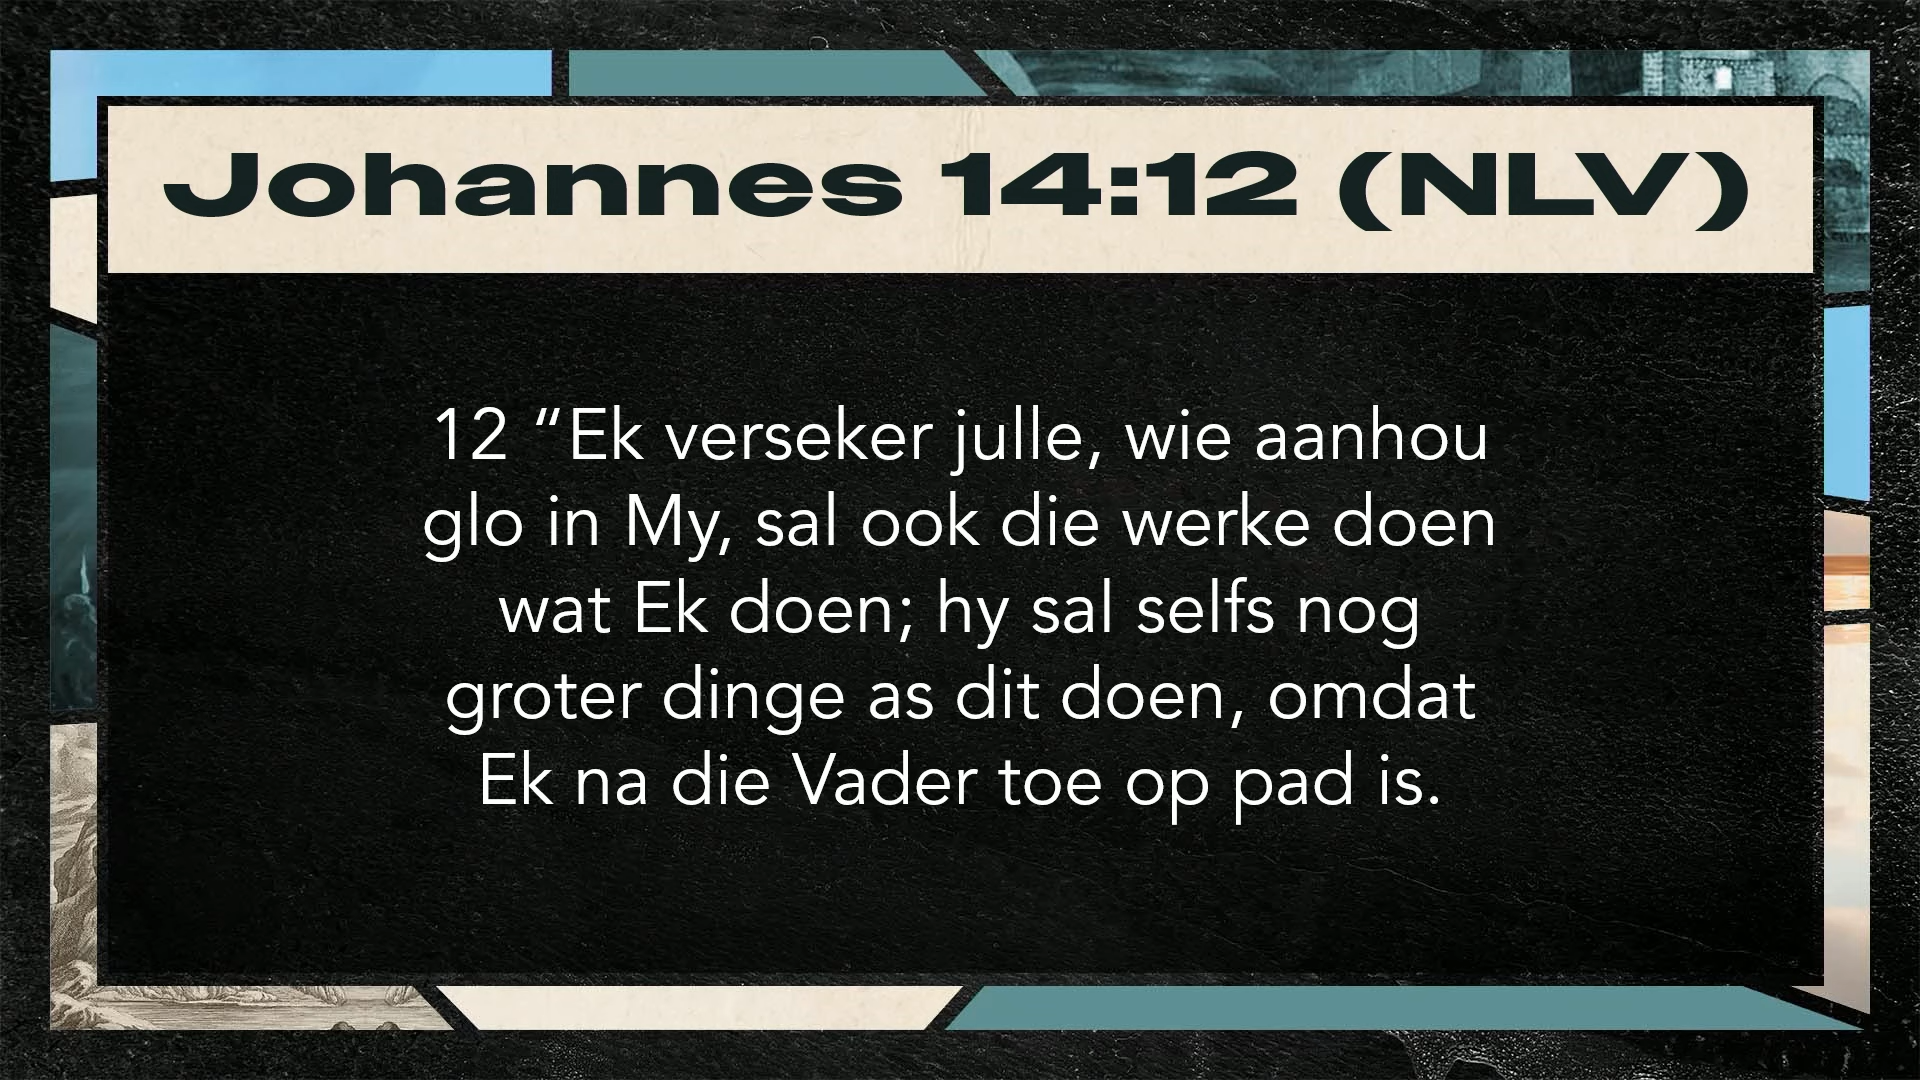 Johannes 14:12 (NLV)
12 “Ek verseker julle, wie aanhou
glo in My, sal ook die werke doen
wat Ek doen; hy sal selfs nog
groter dinge as dit doen, omdat
Ek na die Vader toe op pad is.